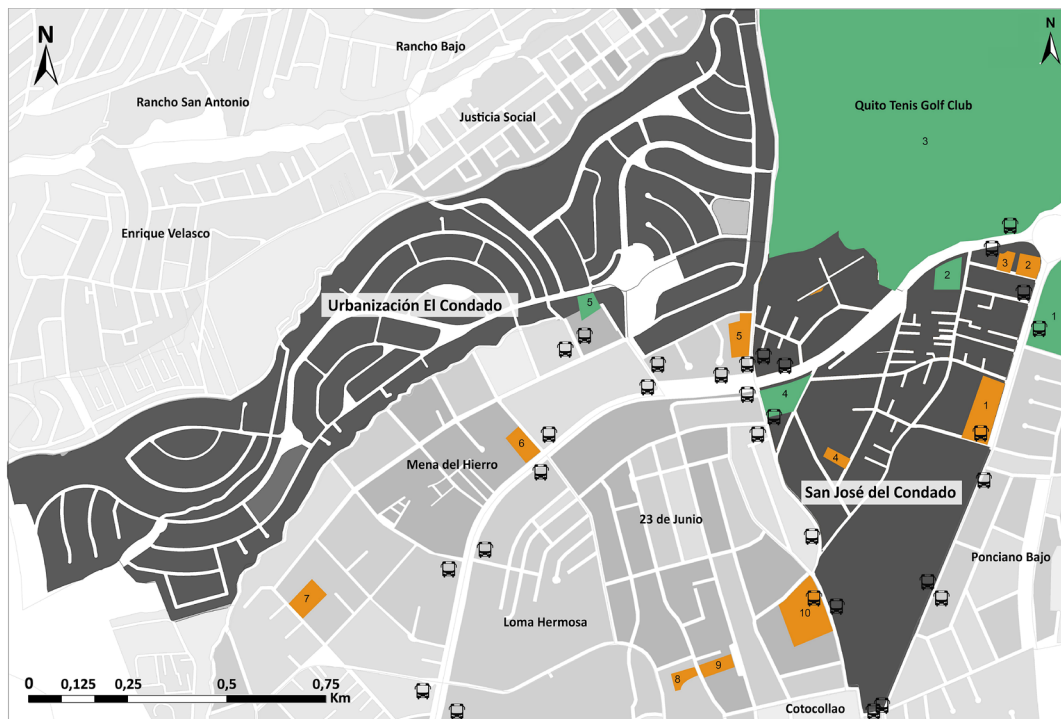 N
N
Rancho Bajo
Rancho San Antonio
Quito Tenis Golf Club
Justicia Social
3
Enrique Velasco
3
2
2
Urbanización El Condado
5
1
5
4
1
6
4
Mena del Hierro
San José del Condado
23 de Junio
Ponciano Bajo
7
10
Loma Hermosa
9
8
0 0,125 0,25 0,5 0,75
Km
Cotocollao